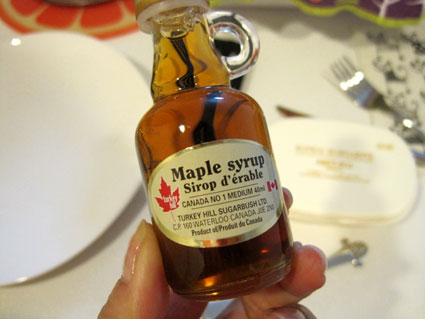 Maple syrup
Sirop d'érable
CANADA NO 1 MEDIUM 40ml
TURKEY HILL SUGARBUSH LTD.
C.P. 160 WATERLOO CANADA J0E 2N0
Product of/Produit du Canada